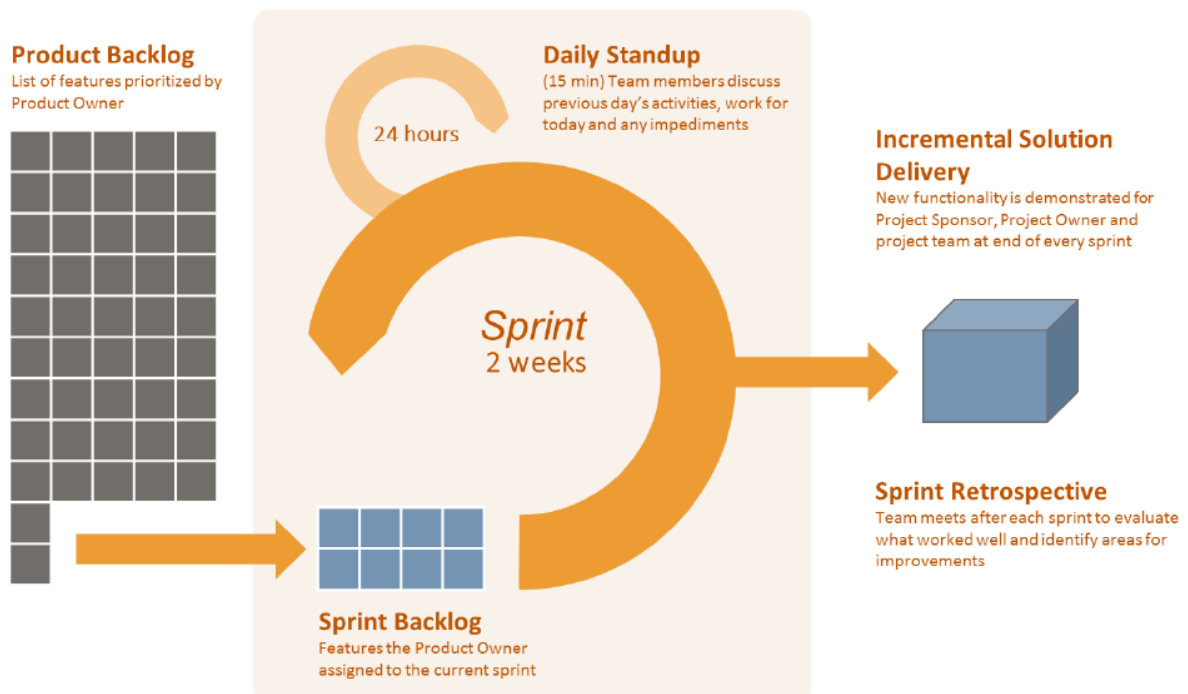 Product Backlog
List of features prioritized by
Product Owner
24 hours
Daily Standup
(15 min) Team members discuss
previous day's activities, work for
today and any impediments
Sprint
2 weeks
Sprint Backlog
Features the Product Owner
assigned to the current sprint
Incremental Solution
Delivery
New functionality is demonstrated for
Project Sponsor, Project Owner and
project team at end of every sprint
Sprint Retrospective
Team meets after each sprint to evaluate
what worked well and identify areas for
improvements